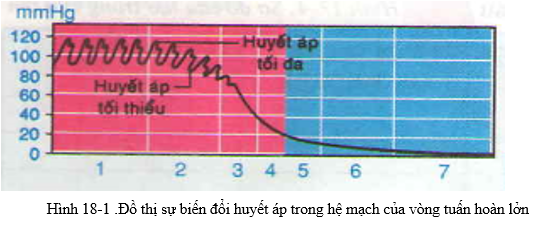 mmHg
120
100
80
60
40
20
0
Huyết áp
tối đa
Huyết áp
tối thiểu
1 2 3 4 5 6 7
Hình 18-1 .Đồ thị sự biến đổi huyết áp trong hệ mạch của vòng tuấn hoàn lớn